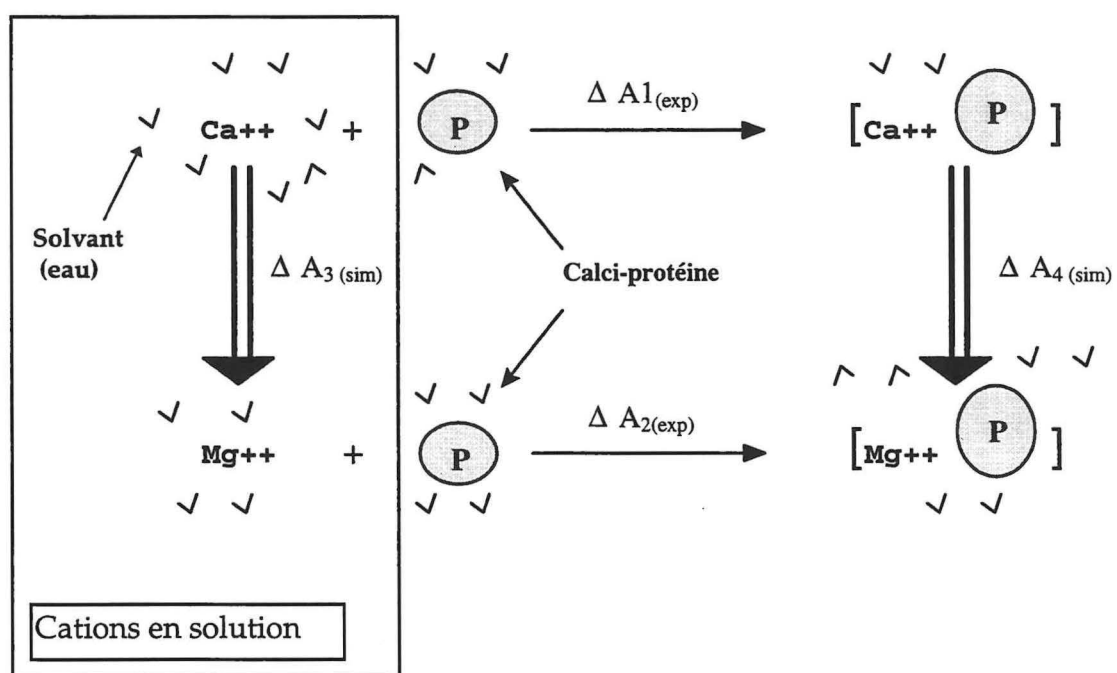 Ca++ + P Δ A1(exp) [Ca++ P ]
Solvant
(eau)
Δ A3 (sim)
Calci-protéine
Δ A4 (sim)
Mg++ + P Δ A2(exp) [Mg++ P ]
Cations en solution